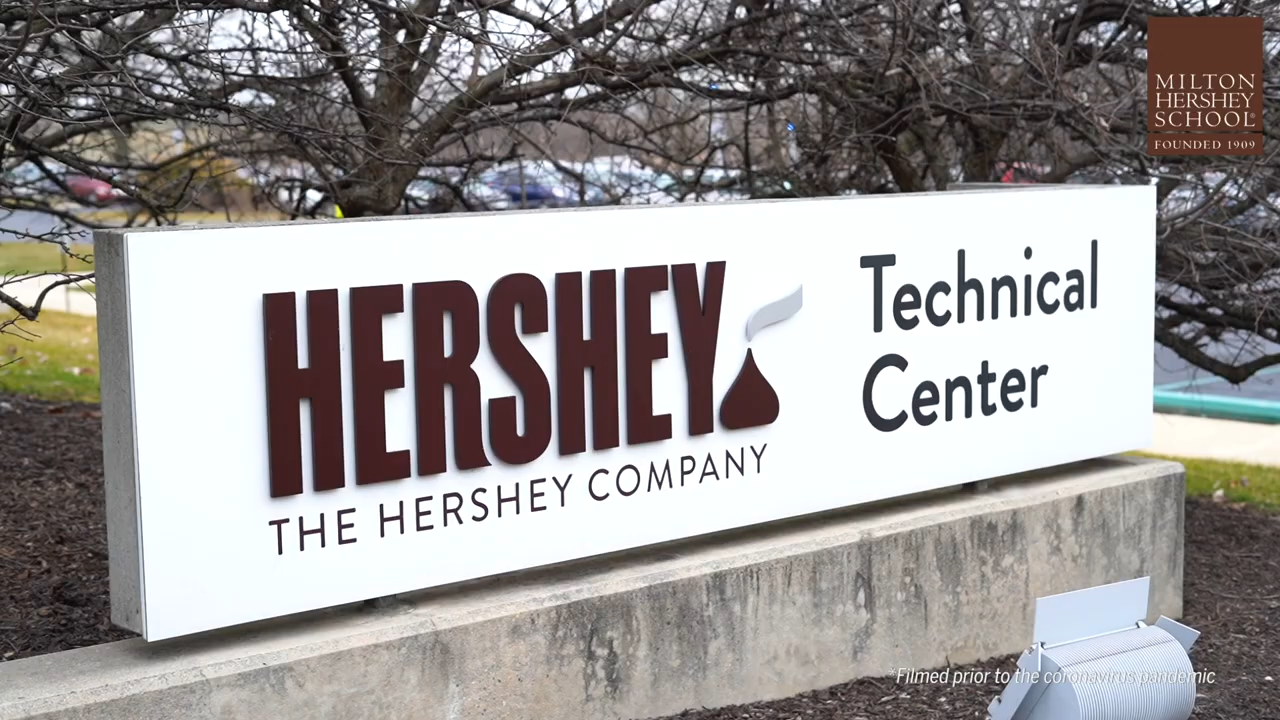 MILTON
HERSHEY
SCHOOL®
FOUNDED 1909
HERSHEY
THE HERSHEY COMPANY
Technical
Center
*Filmed prior to the coronavirus pandemic